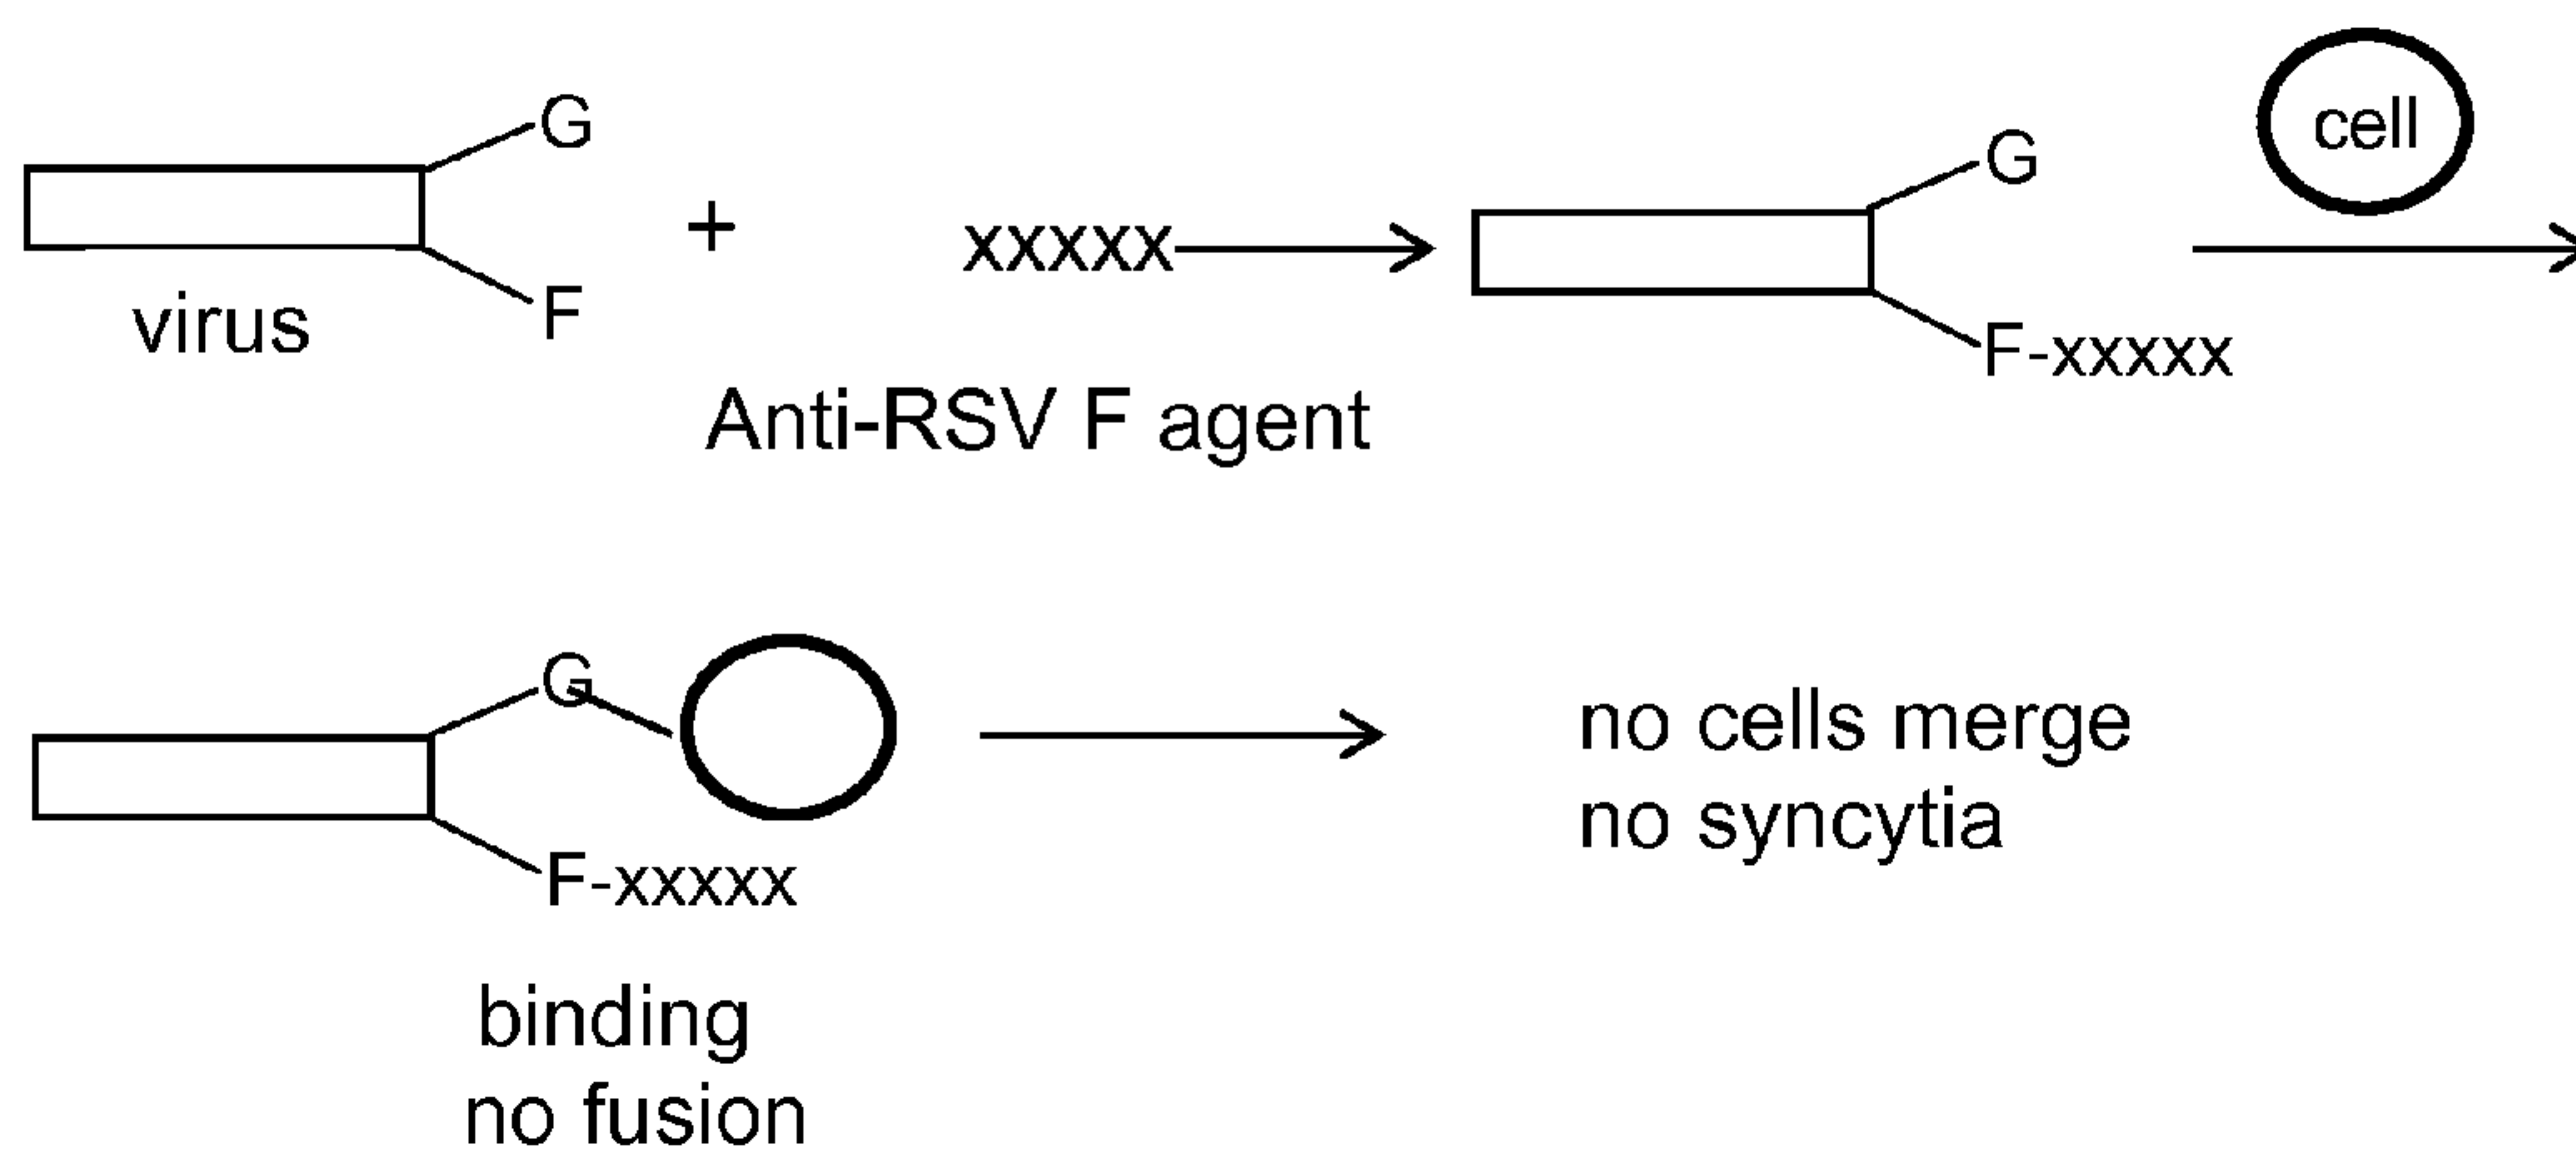 G
F
virus
+
xxxxx
Anti-RSV F agent
G
F-xxxxx
cell
G
F-xxxxx
binding
no fusion
no cells merge
no syncytia